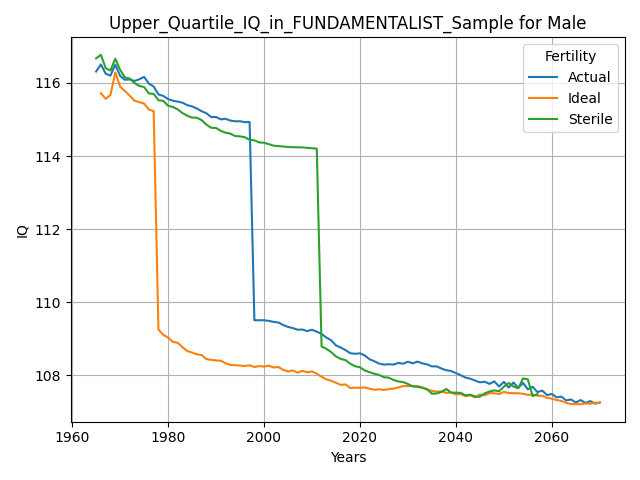 Upper_Quartile_IQ_in_FUNDAMENTALIST_Sample for Male
Fertility
Actual
Ideal
Sterile
116
114
112
110
108
IQ
1960
1980
2000
2020
2040
2060
Years